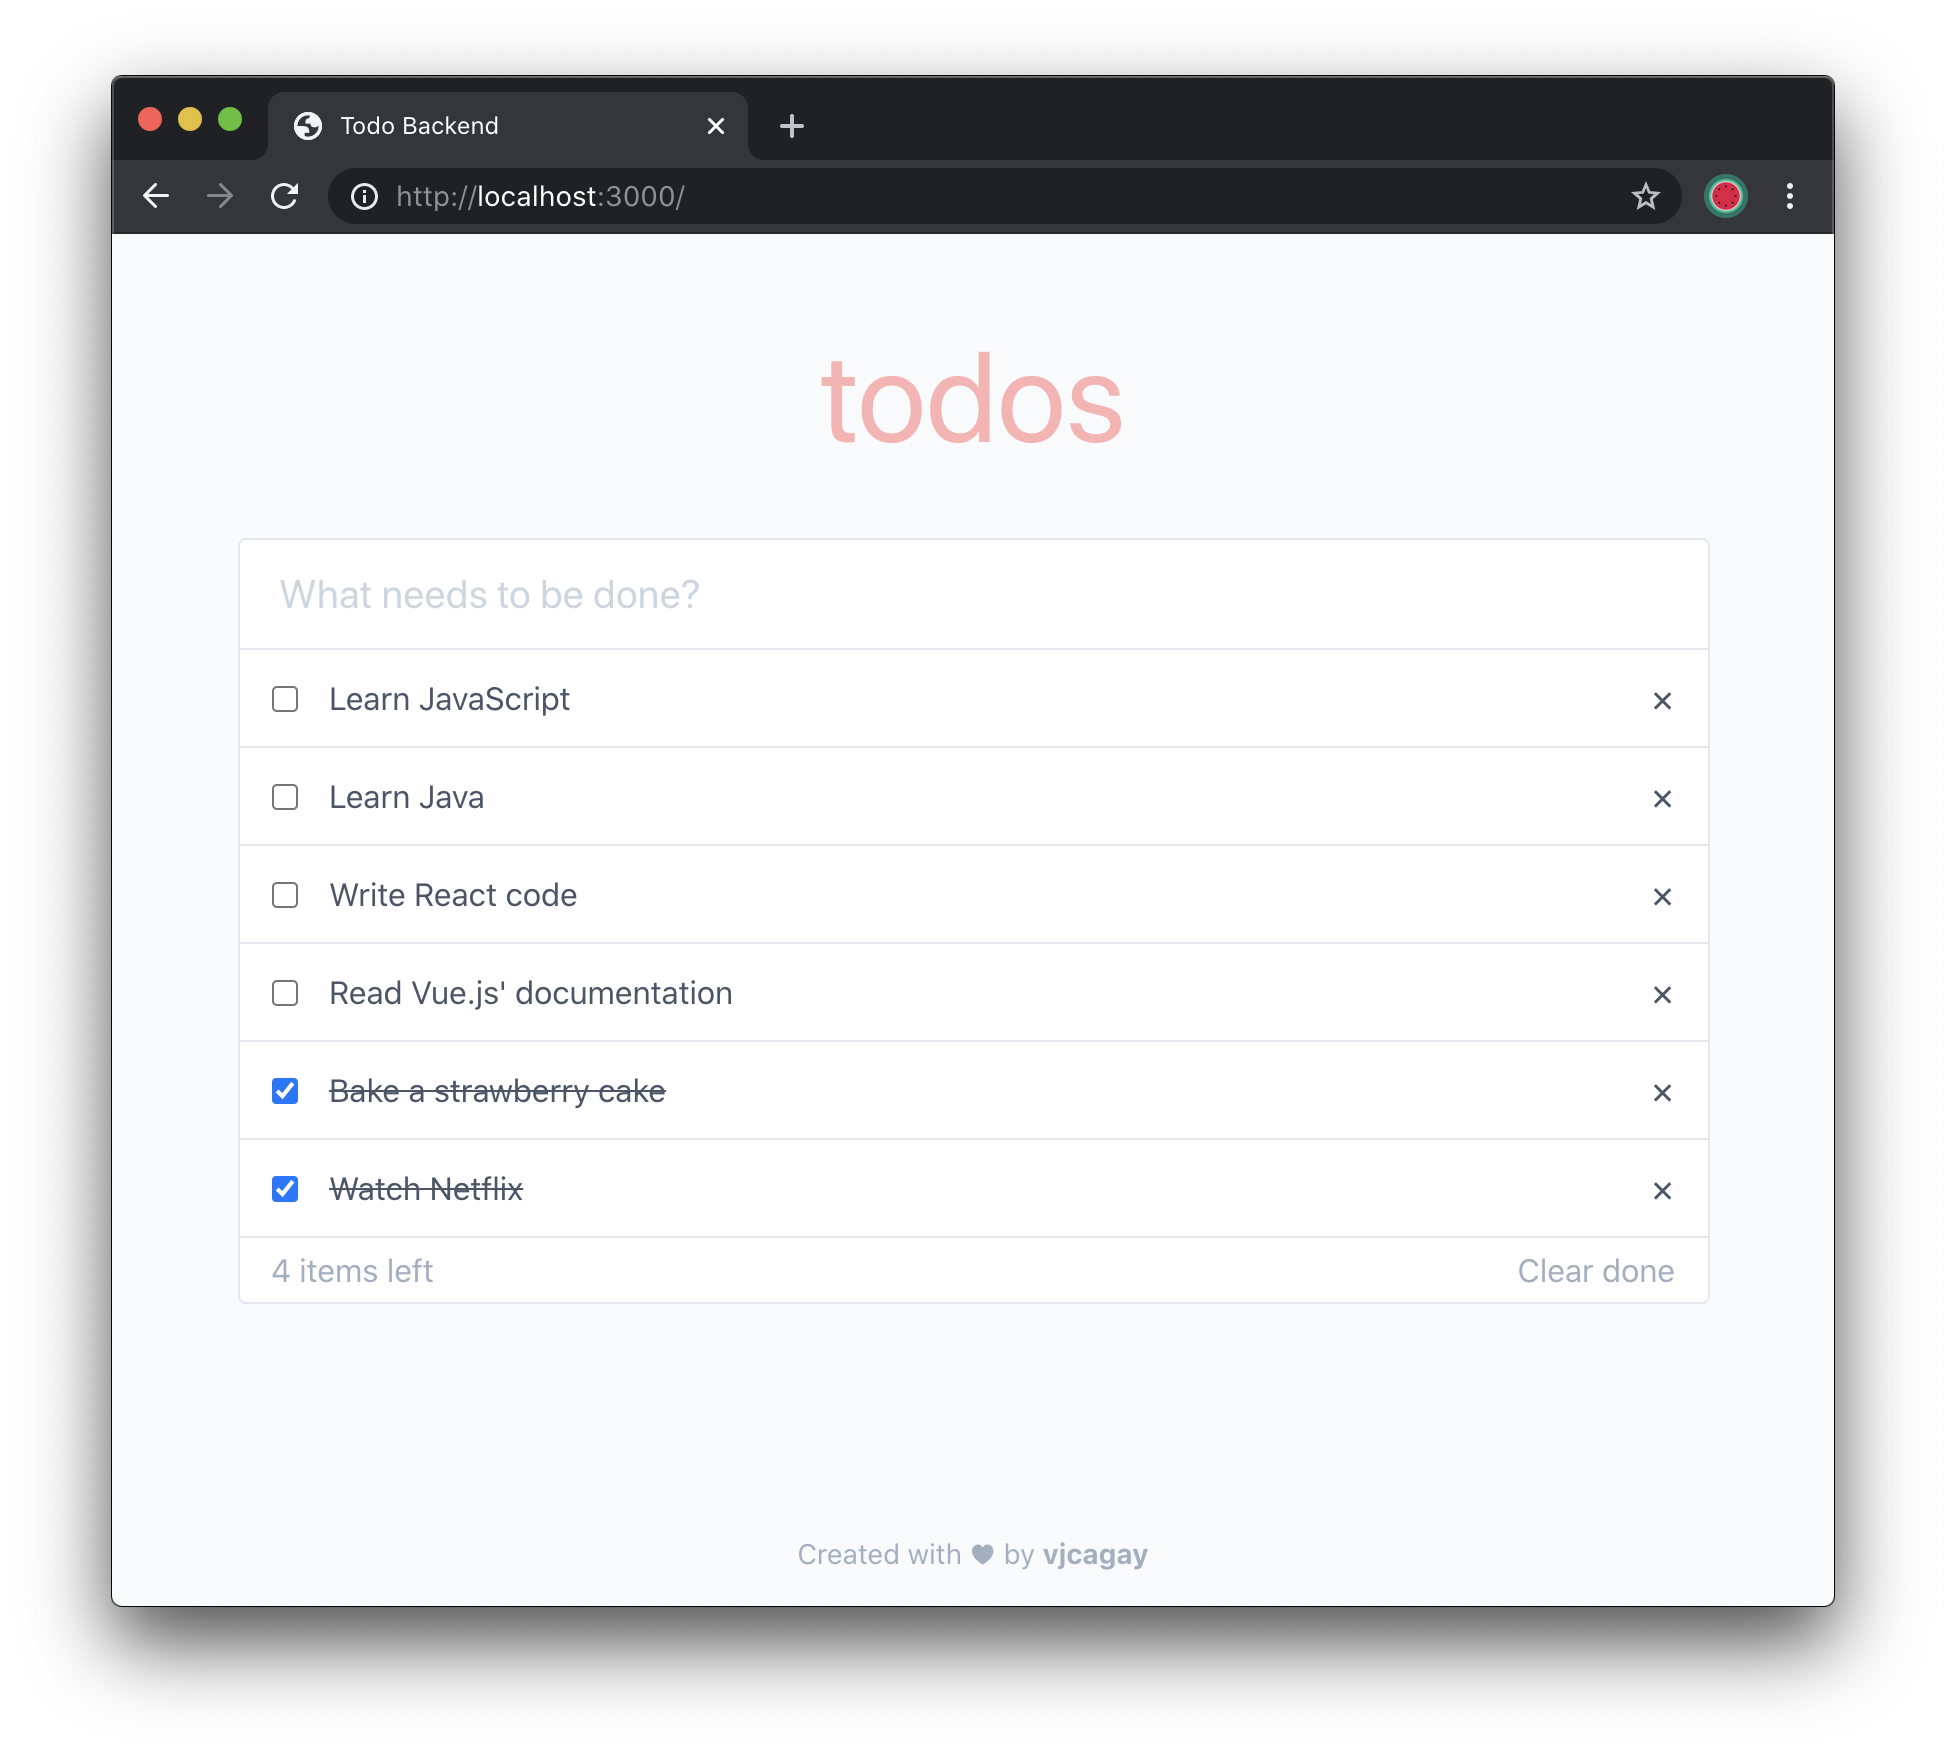 Todo Backend
http://localhost:3000/
todos
What needs to be done?
Learn JavaScript
Learn Java
Write React code
Read Vue.js' documentation
Bake a strawberry cake
Watch Netflix
4 items left Clear done
Created with ♥ by vjcagay